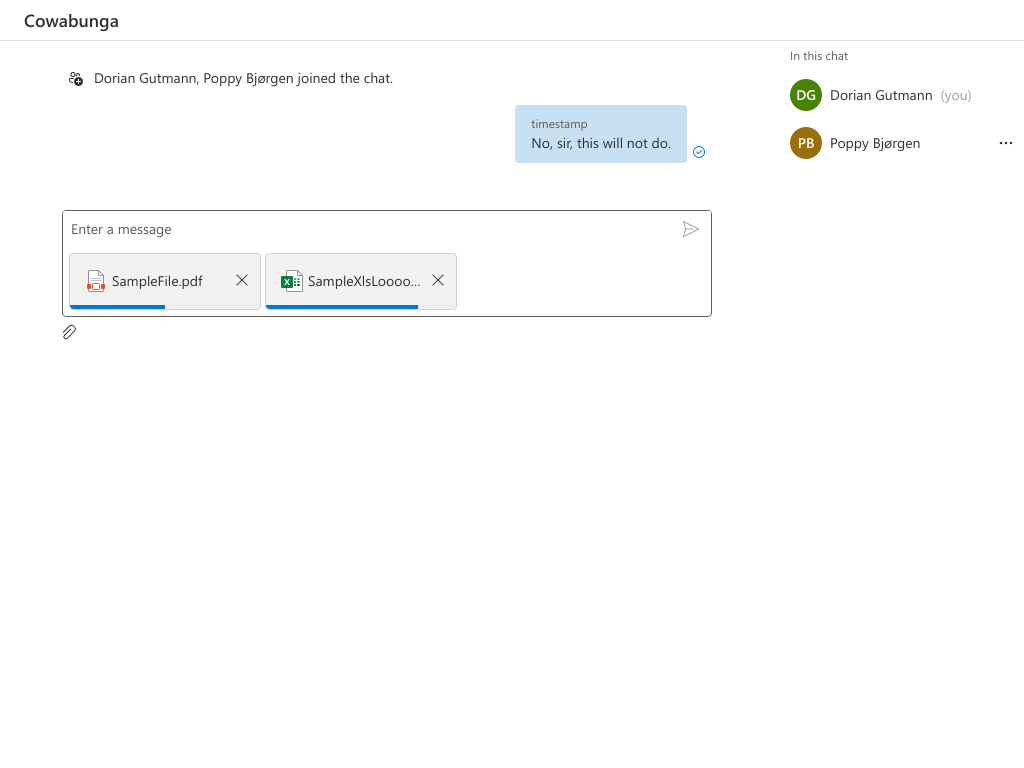 Cowabunga
Dorian Gutmann, Poppy Bjørgen joined the chat.
timestamp
No, sir, this will not do.
Enter a message
SampleFile.pdf
SampleXlsLoooo...
In this chat
DG Dorian Gutmann (you)
PB Poppy Bjørgen